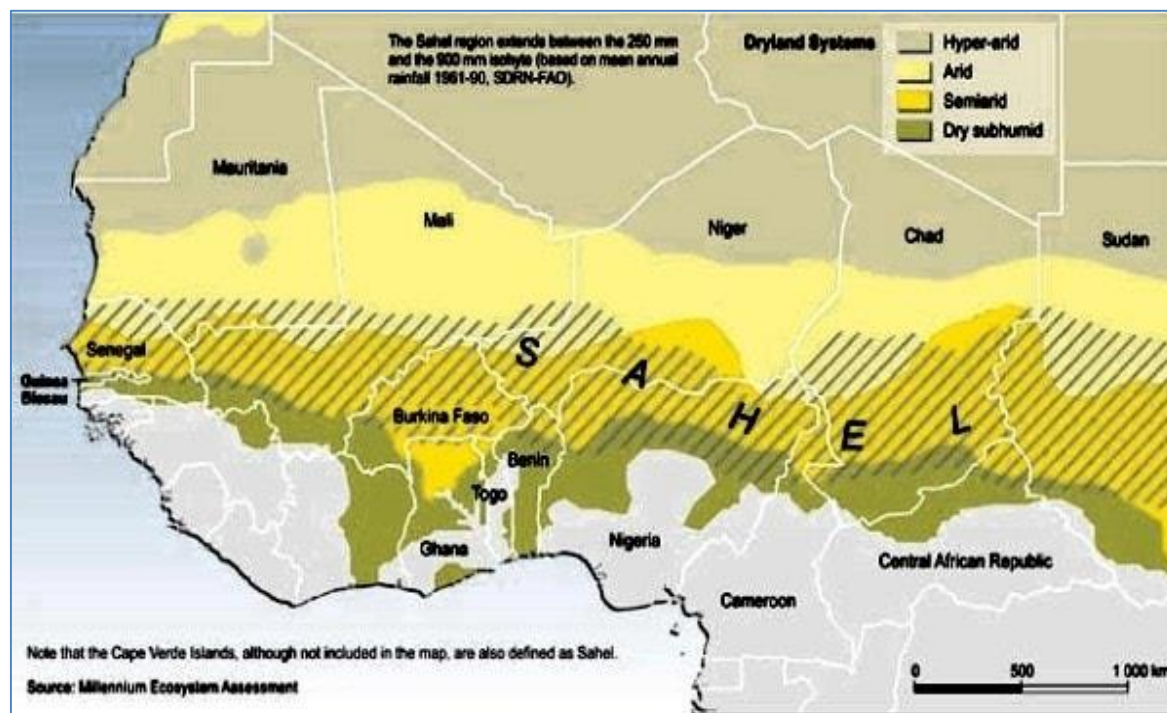 The Sahel region extends between the 250 mm
and the 900 mm isohyte (based on mean annual
rainfall 1961-90, SDRN-FAO).
Dryland Systems
Hyper-arid
Arid
Semiarid
Dry subhumid
Mauritania
Mali
Niger
Chad
Sudan
Senegal
Guinea
Bissau
SAHEL
Burkina Faso
Benin
Togo
Ghana
Nigeria
Cameroon
Central African Republic
Note that the Cape Verde Islands, although not included in the map, are also defined as Sahel.
Source: Millennium Ecosystem Assessment
0 500 1 000 km